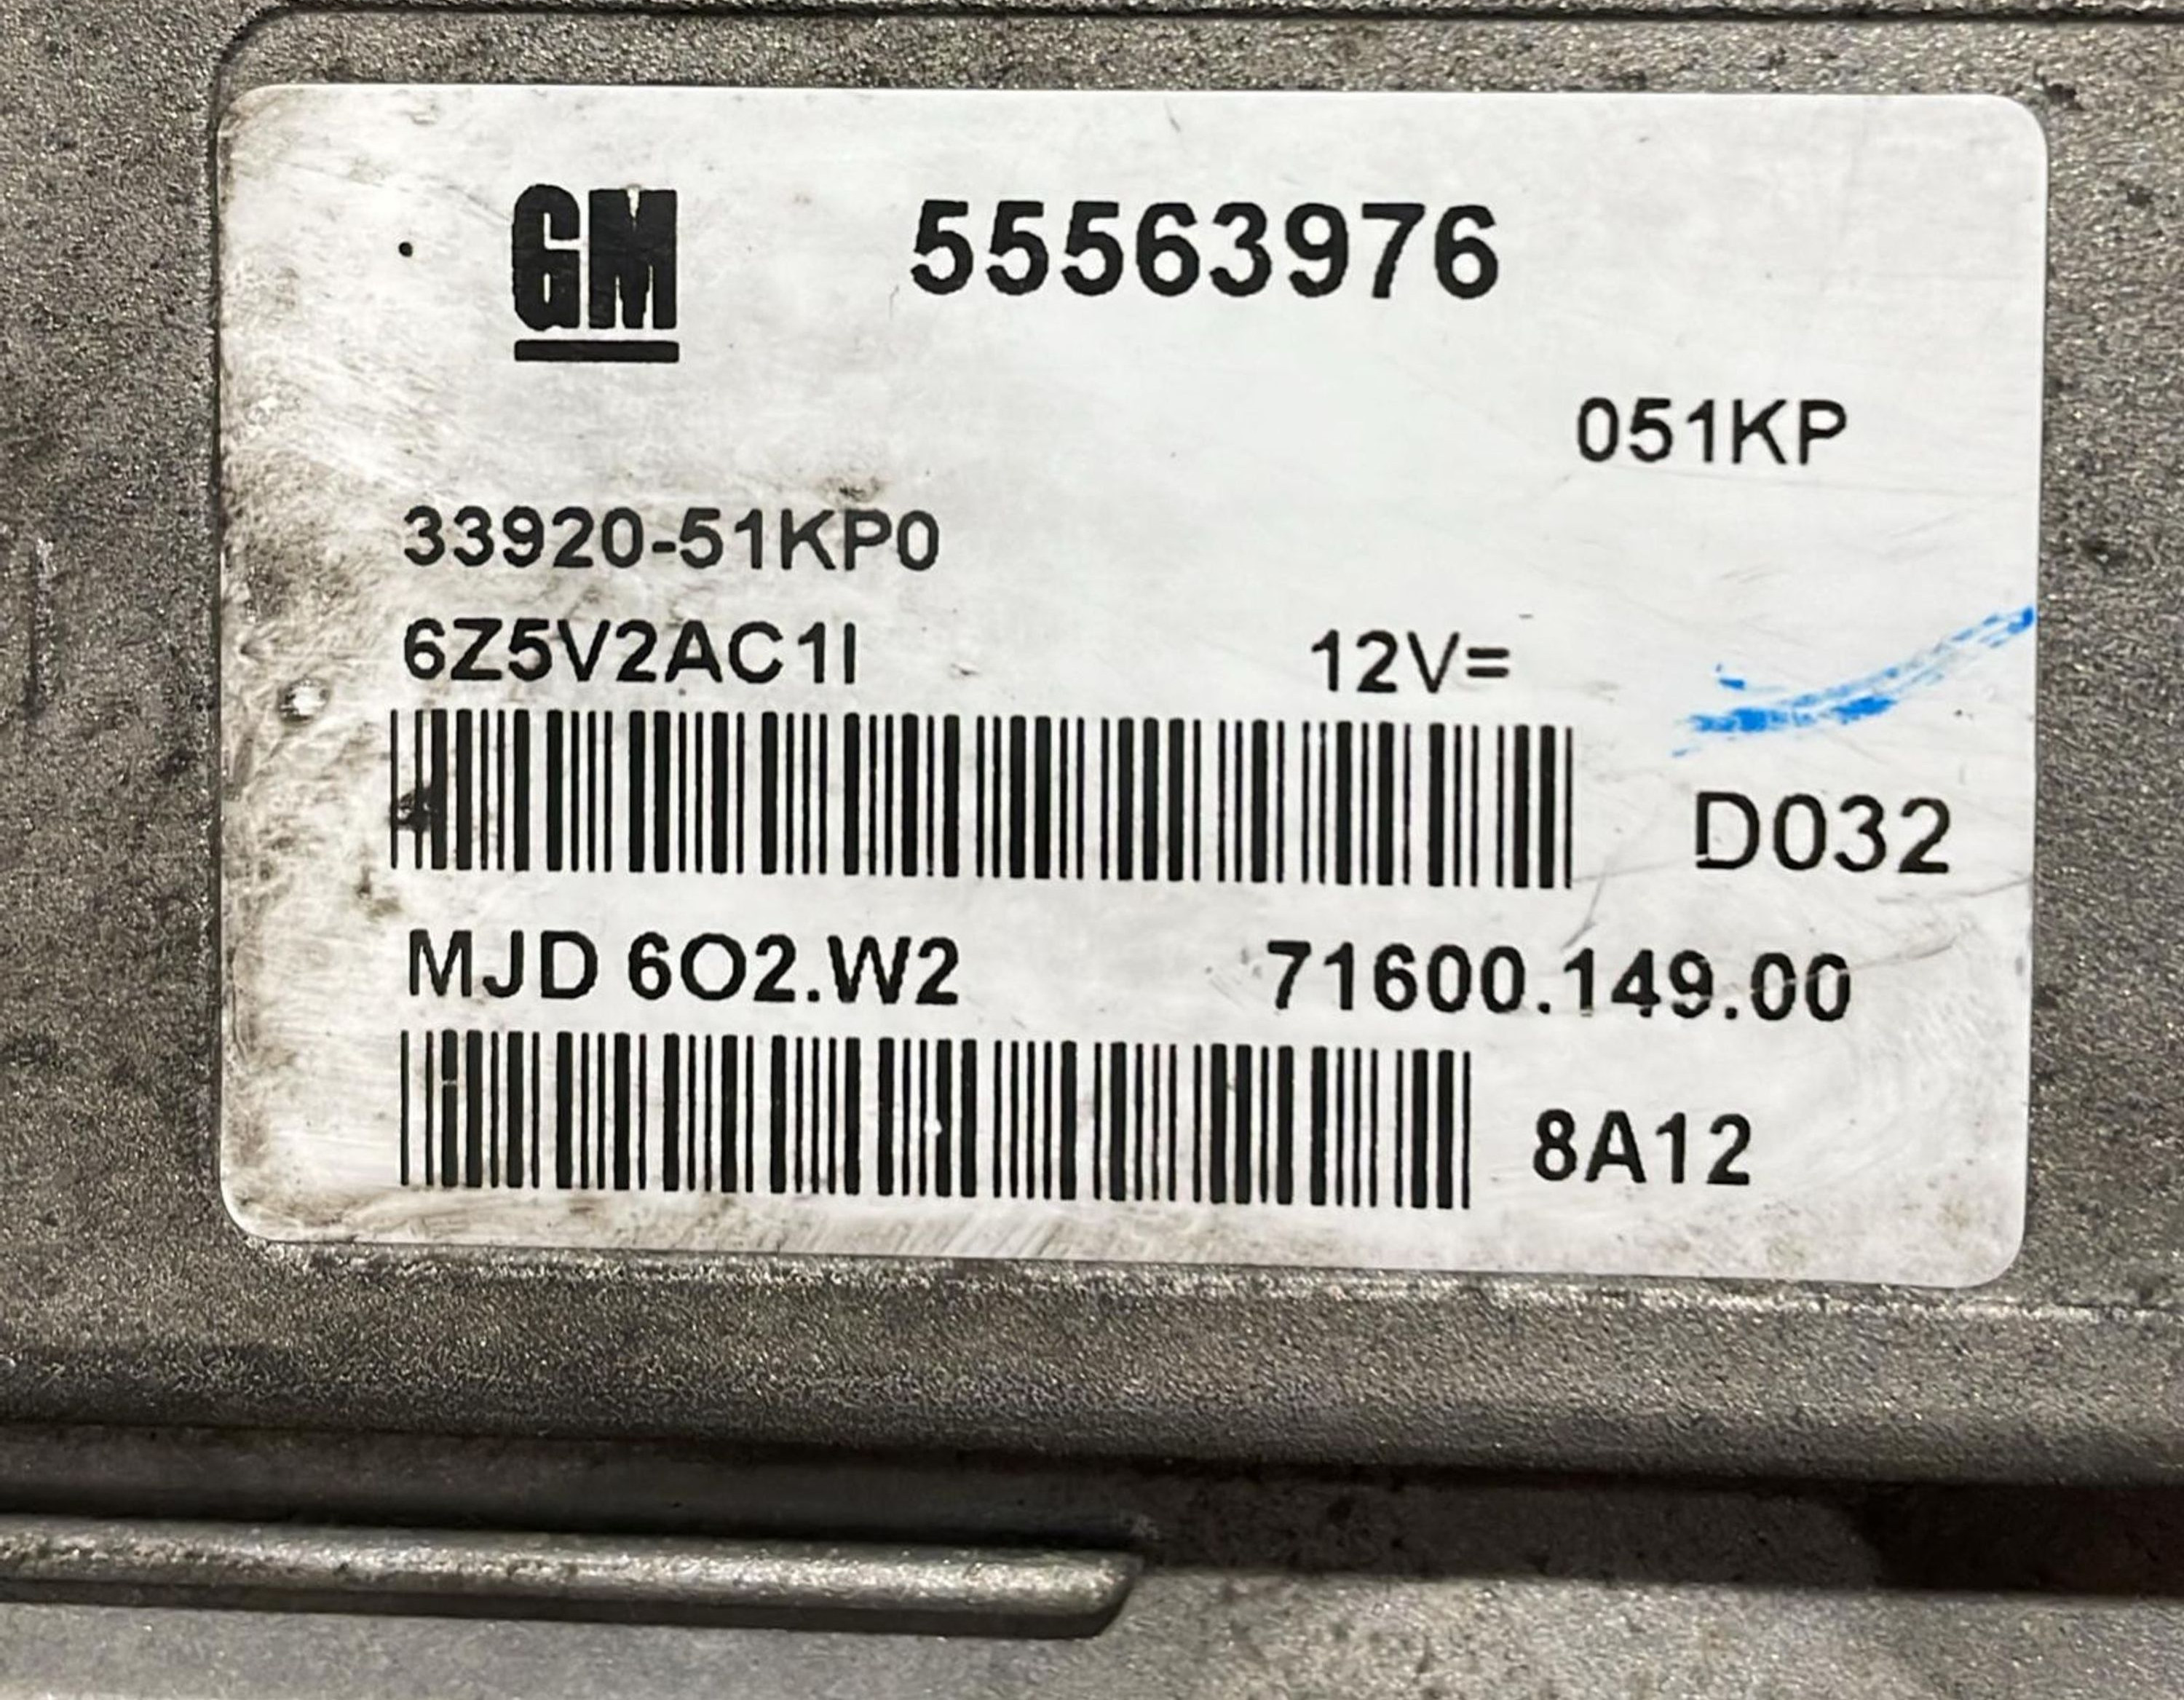 GM 55563976
051KP
33920-51KP0
6Z5V2AC1I 12V=
D032
MJD 6O2.W2 71600.149.00
8A12